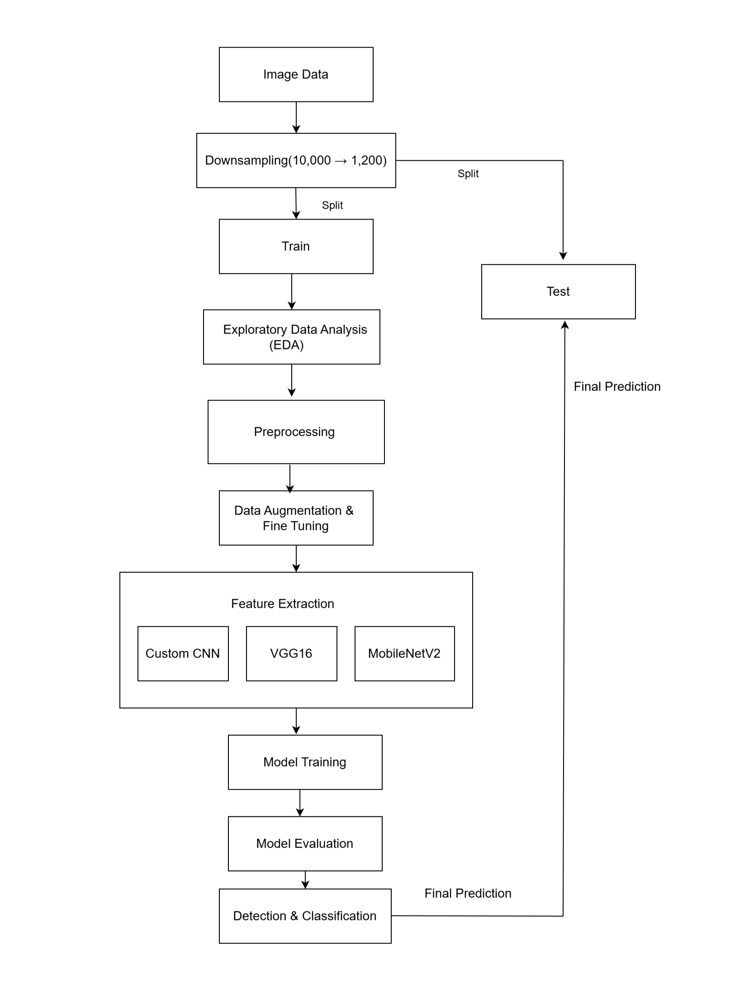 Image Data
Downsampling(10,000 → 1,200)
Split
Split
Train
Test
Exploratory Data Analysis
(EDA)
Final Prediction
Preprocessing
Data Augmentation &
Fine Tuning
Feature Extraction
Custom CNN
VGG16
MobileNetV2
Model Training
Model Evaluation
Final Prediction
Detection & Classification